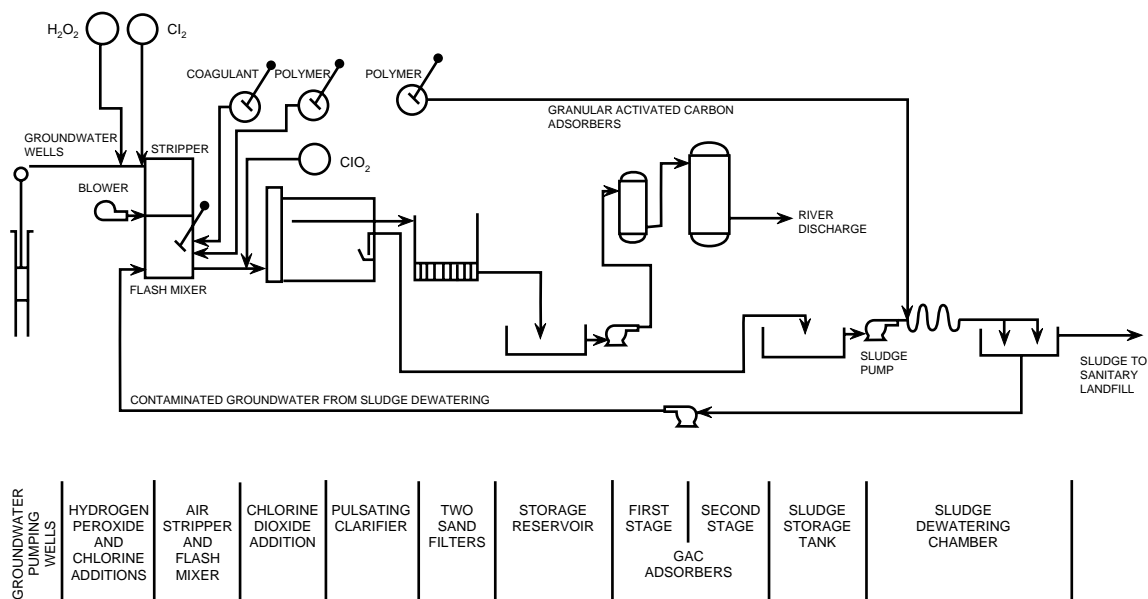 H₂O₂
Cl₂
COAGULANT
POLYMER
POLYMER
GRANULAR ACTIVATED CARBON
ADSORBERS
GROUNDWATER
WELLS
STRIPPER
ClO₂
BLOWER
RIVER
DISCHARGE
FLASH MIXER
SLUDGE
PUMP
SLUDGE TO
SANITARY
LANDFILL
CONTAMINATED GROUNDWATER FROM SLUDGE DEWATERING
GROUNDWATER
PUMPING
WELLS
HYDROGEN
PEROXIDE
AND
CHLORINE
ADDITIONS
AIR
STRIPPER
AND
FLASH
MIXER
CHLORINE
DIOXIDE
ADDITION
PULSATING
CLARIFIER
TWO
SAND
FILTERS
STORAGE
RESERVOIR
FIRST
STAGE
SECOND
STAGE
GAC
ADSORBERS
SLUDGE
STORAGE
TANK
SLUDGE
DEWATERING
CHAMBER